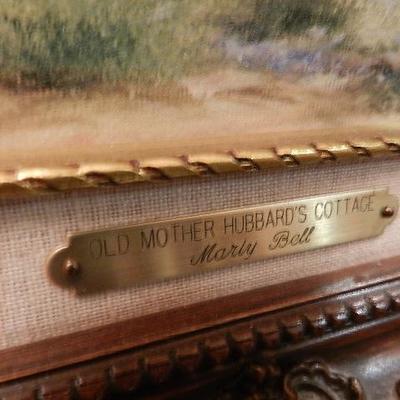 OLD MOTHER HUBBARD'S COTTAGE
Marty Bell